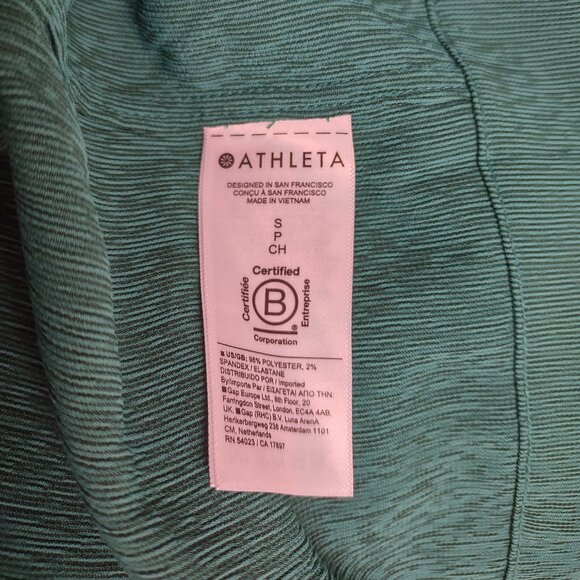 ATHLETA
DESIGNED IN SAN FRANCISCO
CONÇU À SAN FRANCISCO
MADE IN VIETNAM
S
P
CH
Certified
Certifiée
B
Entreprise
®
Corporation
US/GB: 98% POLYESTER, 2%
SPANDEX / ELASTANE
DISTRIBUIDO POR / Imported
By/Importe Par / ΕΙΣΑΓΕΤΑΙ ΑΠΟ ΤΗΝ:
Gap Europe Ltd., 8th Floor, 20
Farringdon Street, London, EC4A 4AB,
UK. Gap (RHC) B.V. Luna ArenA
Herikerbergweg 238 Amsterdam 1101
CM, Netherlands
RN 54023 / CA 17897